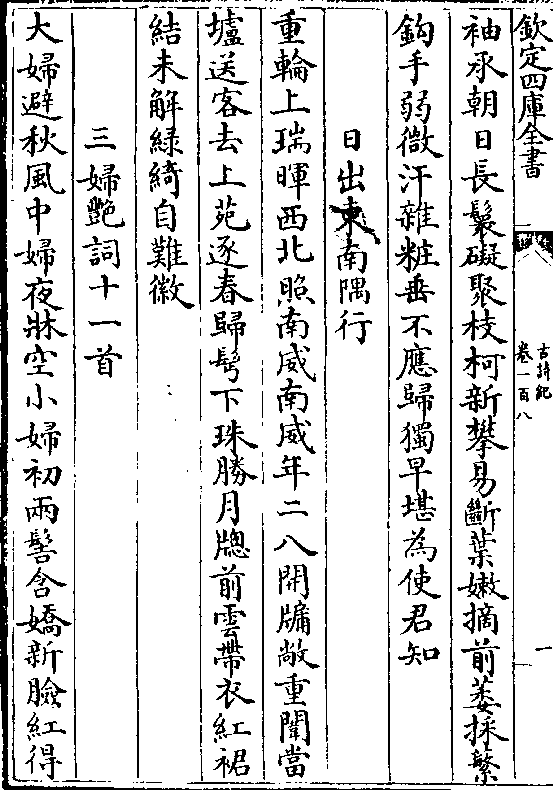 欽定四庫全書
古詩紀
卷一百八
一
袖承朝日長鬟礙聚枝柯新攀易斷葉嫩摘前萎採繁
鈎手弱微汗雜粧垂不應歸獨早堪為使君知
日出東南隅行
重輪上瑞暉西北照南威南威年二八開牖敞重闈當
壚送客去上苑逐春歸髩下珠勝月牕前雲帶衣紅裙
結未解緑綺自難徽
三婦艷詞十一首
大婦避秋風中婦夜牀空小婦初兩髻含嬌新臉紅得